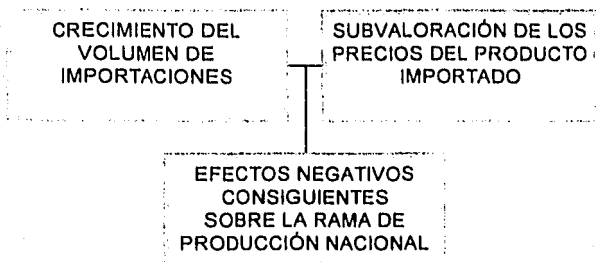 CRECIMIENTO DEL
VOLUMEN DE
IMPORTACIONES
SUBVALORACIÓN DE LOS
PRECIOS DEL PRODUCTO
IMPORTADO
EFECTOS NEGATIVOS
CONSIGUIENTES
SOBRE LA RAMA DE
PRODUCCIÓN NACIONAL